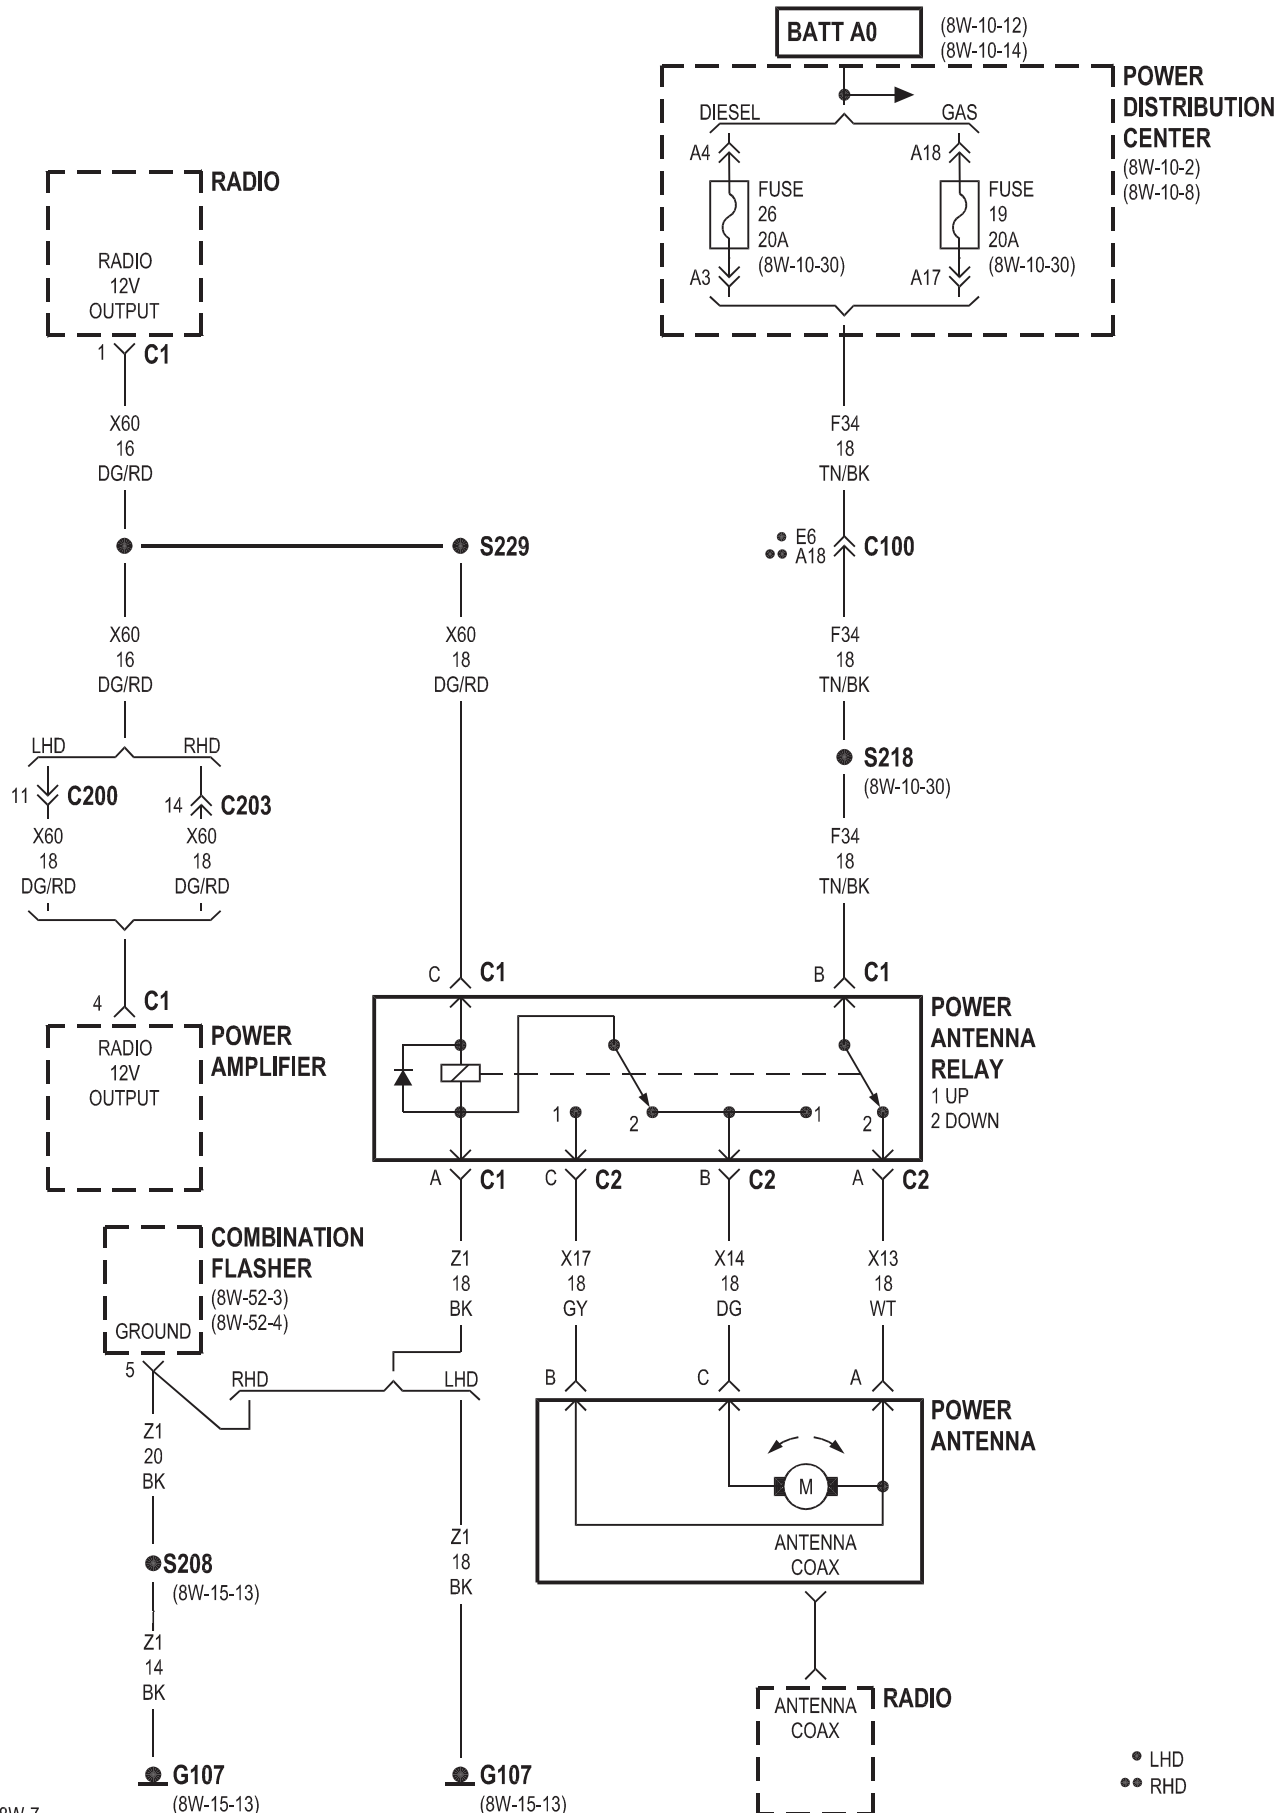 BATT A0
(8W-10-12)
(8W-10-14)
POWER
DISTRIBUTION
CENTER
(8W-10-2)
(8W-10-8)
DIESEL
GAS
A4
A18
FUSE
26
20A
(8W-10-30)
FUSE
19
20A
(8W-10-30)
A3
A17
RADIO
RADIO
12V
OUTPUT
1
C1
X60
16
DG/RD
F34
18
TN/BK
S229
E6
A18
C100
X60
16
DG/RD
X60
18
DG/RD
F34
18
TN/BK
LHD
RHD
S218
(8W-10-30)
11
C200
14
C203
X60
18
DG/RD
X60
18
DG/RD
F34
18
TN/BK
C
C1
B
C1
4
C1
POWER
AMPLIFIER
RADIO
12V
OUTPUT
POWER
ANTENNA
RELAY
1 UP
2 DOWN
1
2
1
2
A
C1
C
C2
B
C2
A
C2
COMBINATION
FLASHER
(8W-52-3)
(8W-52-4)
GROUND
5
Z1
18
BK
X17
18
GY
X14
18
DG
X13
18
WT
RHD
LHD
B
C
A
POWER
ANTENNA
M
ANTENNA
COAX
Z1
20
BK
S208
(8W-15-13)
Z1
18
BK
Z1
14
BK
RADIO
ANTENNA
COAX
G107
(8W-15-13)
G107
(8W-15-13)
LHD
RHD